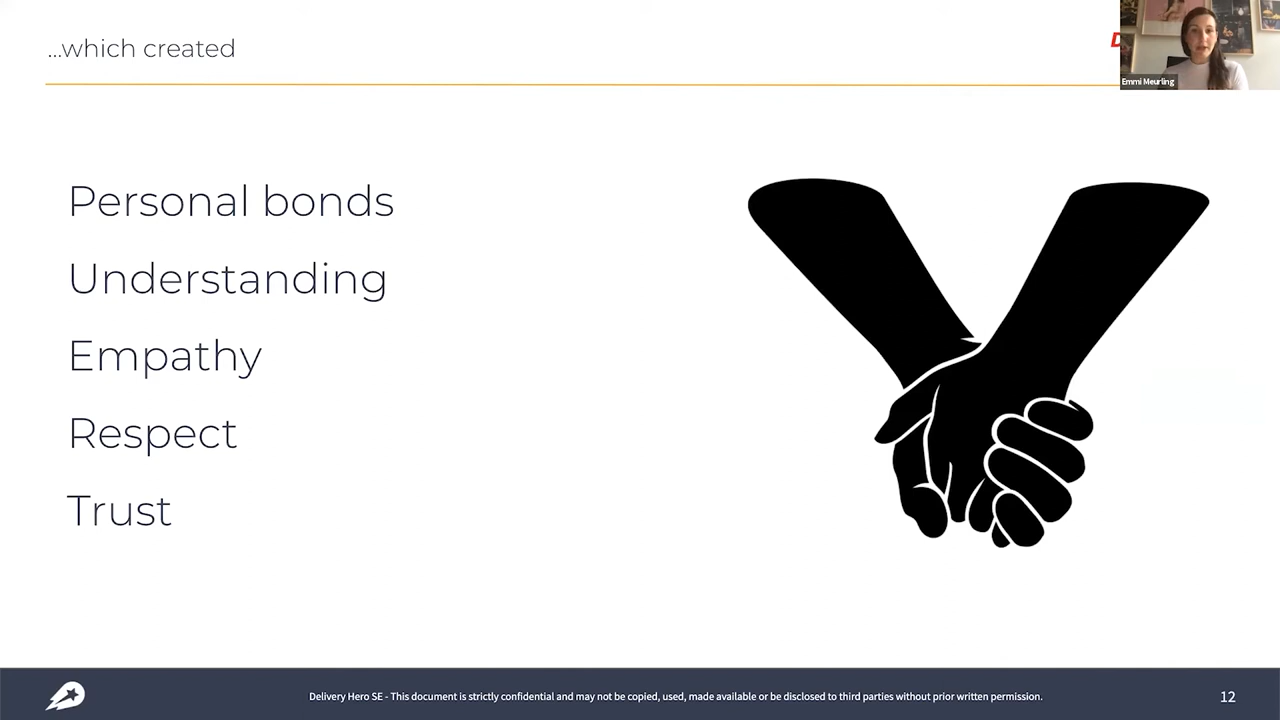 ...which created
D
Emmi Meurling
Personal bonds
Understanding
Empathy
Respect
Trust
Delivery Hero SE - This document is strictly confidential and may not be copied, used, made available or be disclosed to third parties without prior written permission.
12